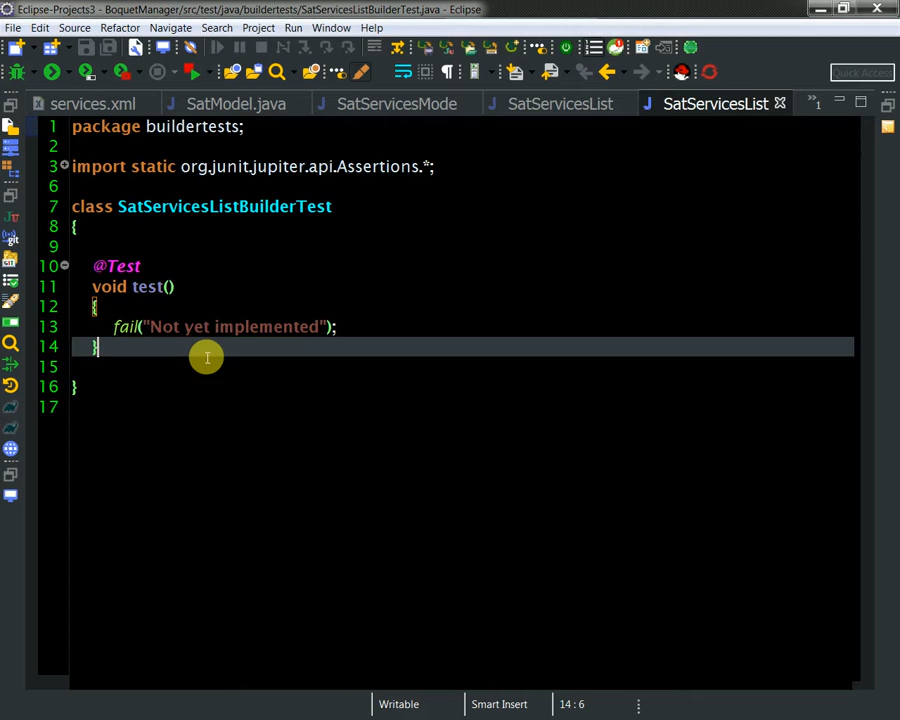 Eclipse-Projects3 - BoquetManager/src/test/java/buildertests/SatServicesListBuilderTest.java - Eclipse
File Edit Source Refactor Navigate Search Project Run Window Help
Quick Access
services.xml SatModel.java SatServicesMode SatServicesList SatServicesList »1
1 package buildertests;
2
3 import static org.junit.jupiter.api.Assertions.*;
6
7 class SatServicesListBuilderTest
8 {
9
10 @Test
11 void test()
12 {
13 fail("Not yet implemented");
14 }
15
16 }
17
Writable Smart Insert 14 : 6